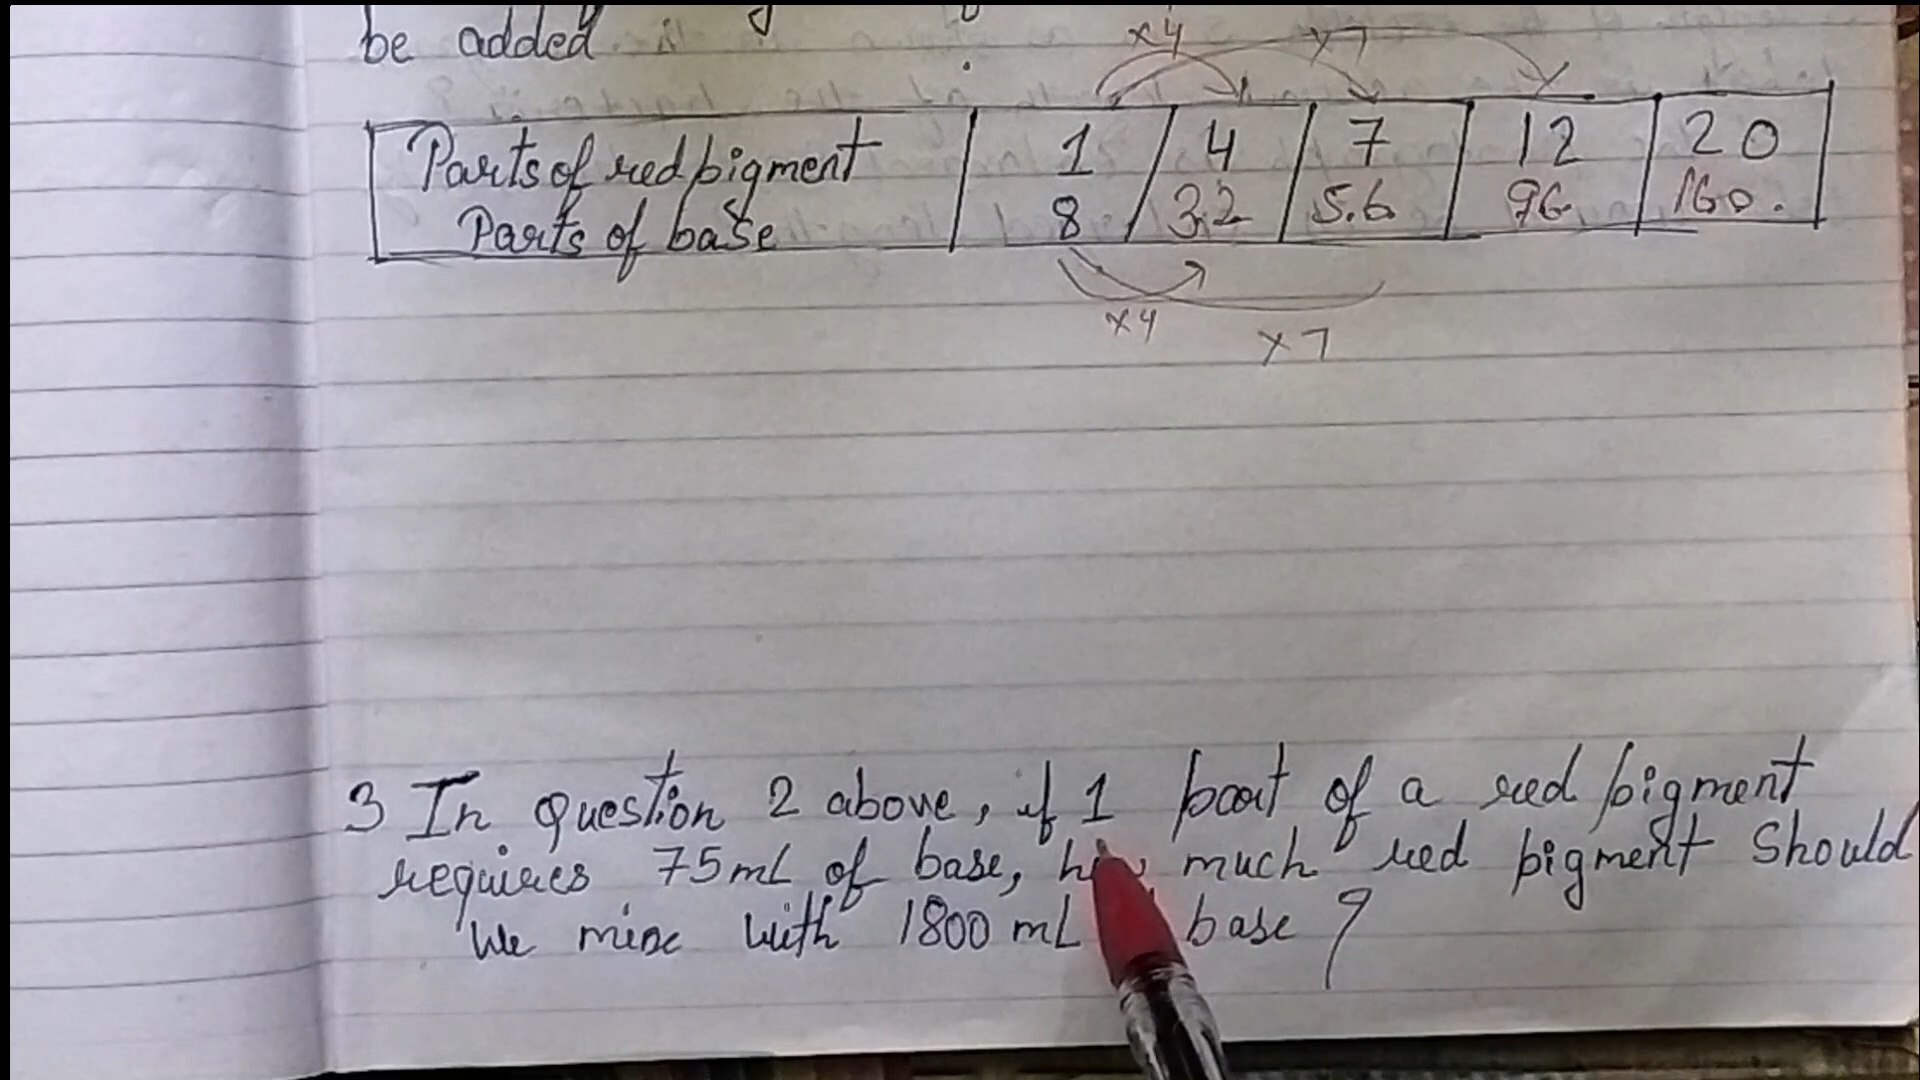 be added
×4 ×7
Parts of red pigment 1 4 7 12 20
Parts of base 8 32 56 96 160.
×4 ×7
3 In question 2 above, if 1 part of a red pigment
requires 75 mL of base, how much red pigment should
We mix with 1800 mL base ?